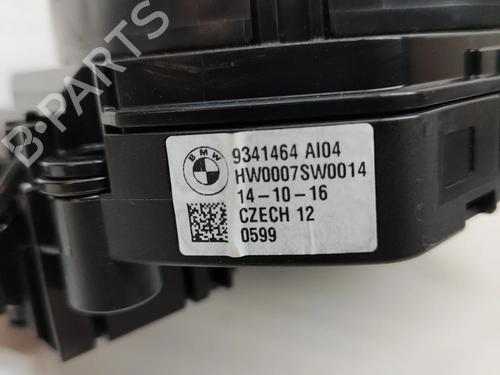 BMW
9341464 AI04
HW0007SW0014
14-10-16
CZECH 12
0599
B-PARTS